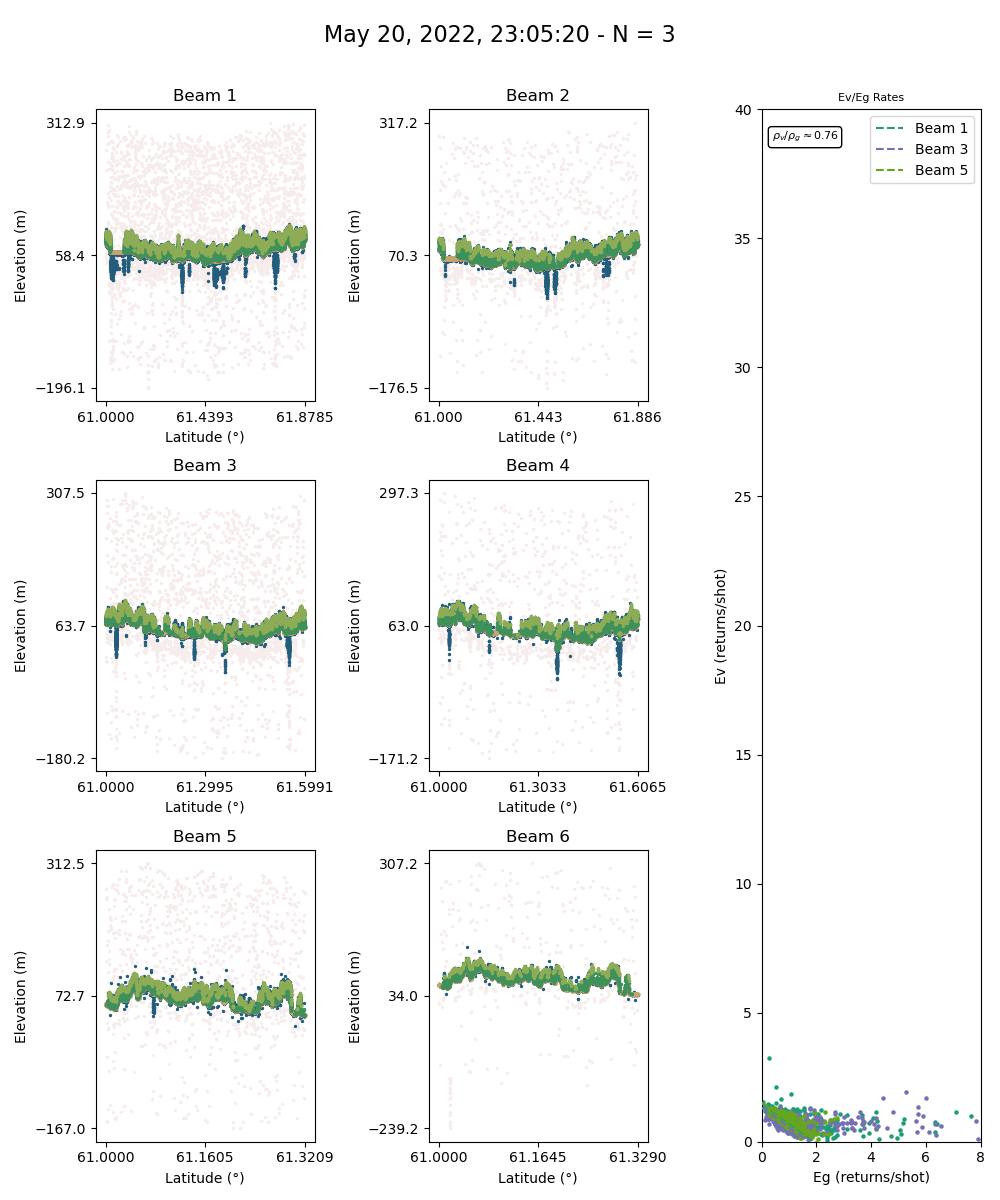 May 20, 2022, 23:05:20 - N = 3
Beam 1
312.9
58.4
−196.1
Elevation (m)
61.0000 61.4393 61.8785
Latitude (°)
Beam 2
317.2
70.3
−176.5
Elevation (m)
61.000 61.443 61.886
Latitude (°)
Beam 3
307.5
63.7
−180.2
Elevation (m)
61.0000 61.2995 61.5991
Latitude (°)
Beam 4
297.3
63.0
−171.2
Elevation (m)
61.0000 61.3033 61.6065
Latitude (°)
Beam 5
312.5
72.7
−167.0
Elevation (m)
61.0000 61.1605 61.3209
Latitude (°)
Beam 6
307.2
34.0
−239.2
Elevation (m)
61.0000 61.1645 61.3290
Latitude (°)
Ev/Eg Rates
ρᵥ/ρg ≈ 0.76
Beam 1
Beam 3
Beam 5
40
35
30
25
20
15
10
5
0
Ev (returns/shot)
0 2 4 6 8
Eg (returns/shot)